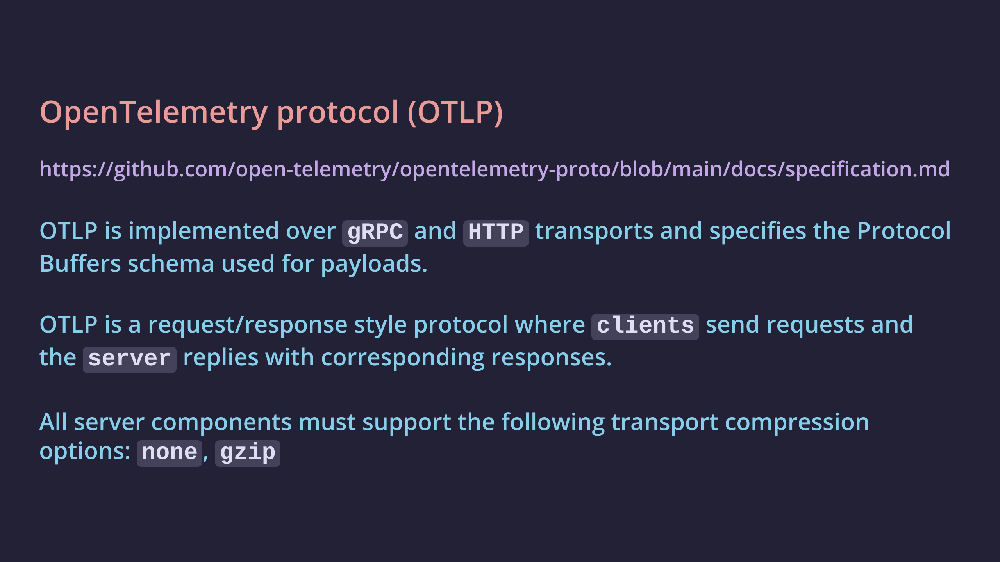 OpenTelemetry protocol (OTLP)
https://github.com/open-telemetry/opentelemetry-proto/blob/main/docs/specification.md
OTLP is implemented over gRPC and HTTP transports and specifies the Protocol
Buffers schema used for payloads.
OTLP is a request/response style protocol where clients send requests and
the server replies with corresponding responses.
All server components must support the following transport compression
options: none, gzip